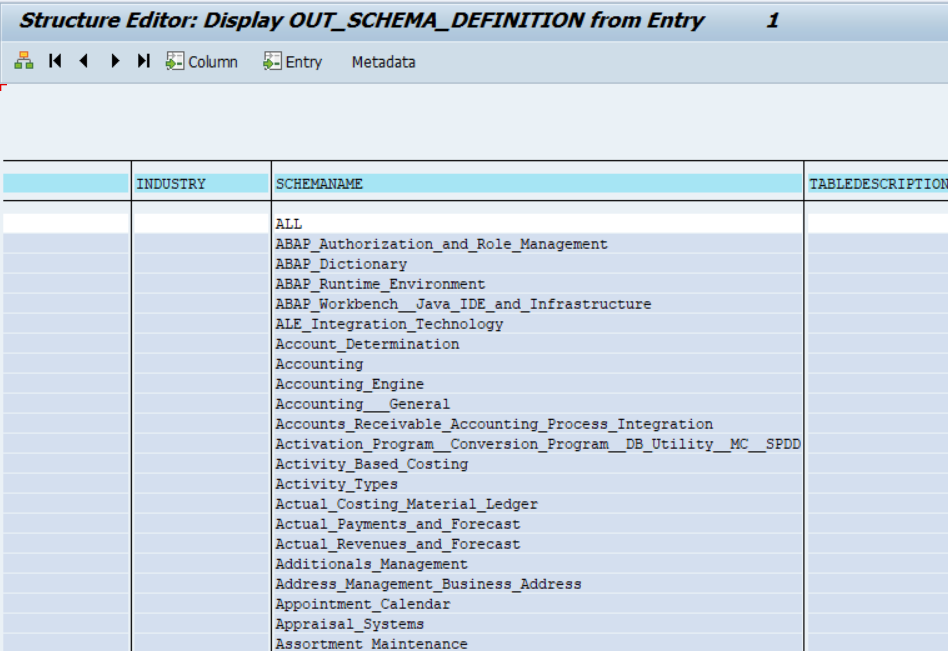 Structure Editor: Display OUT_SCHEMA_DEFINITION from Entry 1
Column Entry Metadata
INDUSTRY SCHEMANAME TABLEDESCRIPTION
ALL
ABAP_Authorization_and_Role_Management
ABAP_Dictionary
ABAP_Runtime_Environment
ABAP_Workbench__Java_IDE_and_Infrastructure
ALE_Integration_Technology
Account_Determination
Accounting
Accounting_Engine
Accounting___General
Accounts_Receivable_Accounting_Process_Integration
Activation_Program__Conversion_Program__DB_Utility__MC__SPDD
Activity_Based_Costing
Activity_Types
Actual_Costing_Material_Ledger
Actual_Payments_and_Forecast
Actual_Revenues_and_Forecast
Additionals_Management
Address_Management_Business_Address
Appointment_Calendar
Appraisal_Systems
Assortment_Maintenance